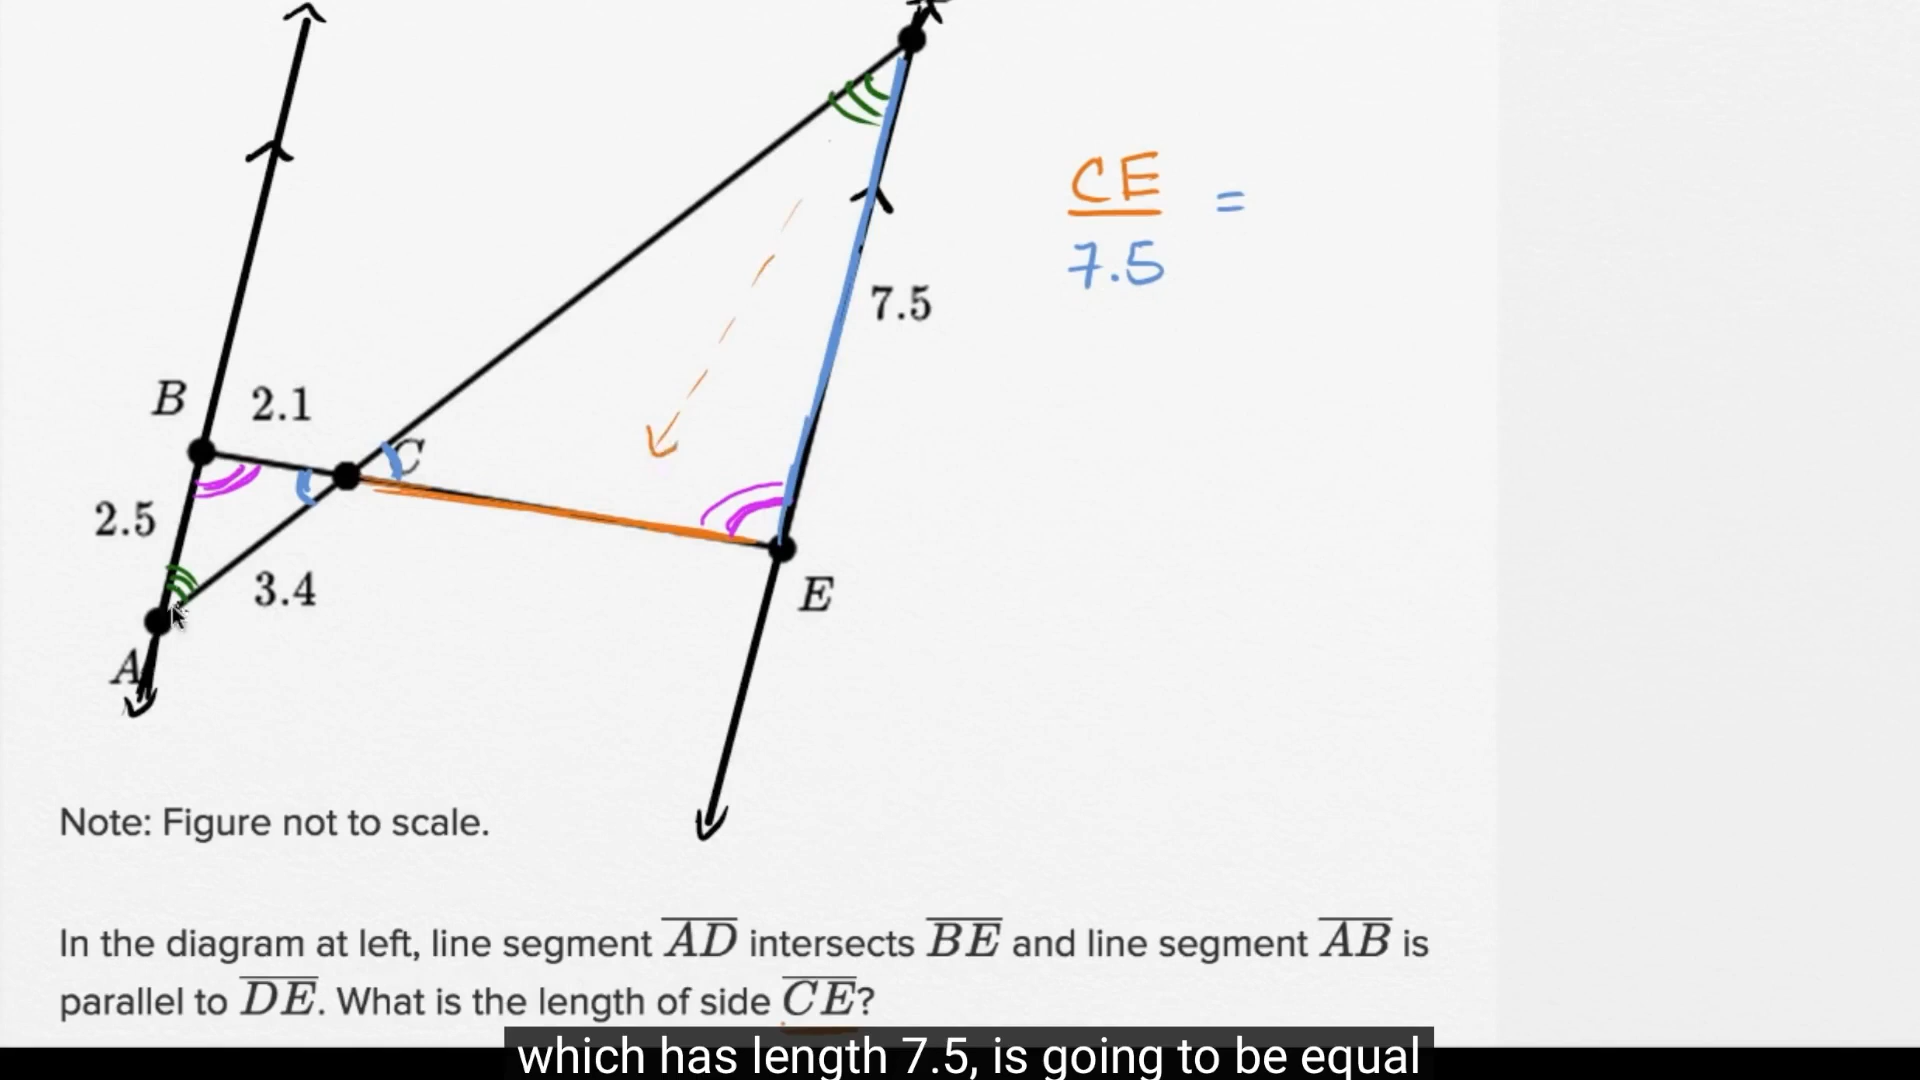 CE
=
7.5
7.5
B 2.1
C
2.5
3.4
E
A
Note: Figure not to scale.
In the diagram at left, line segment AD intersects BE and line segment AB is
parallel to DE. What is the length of side CE?
which has length 7.5, is going to be equal